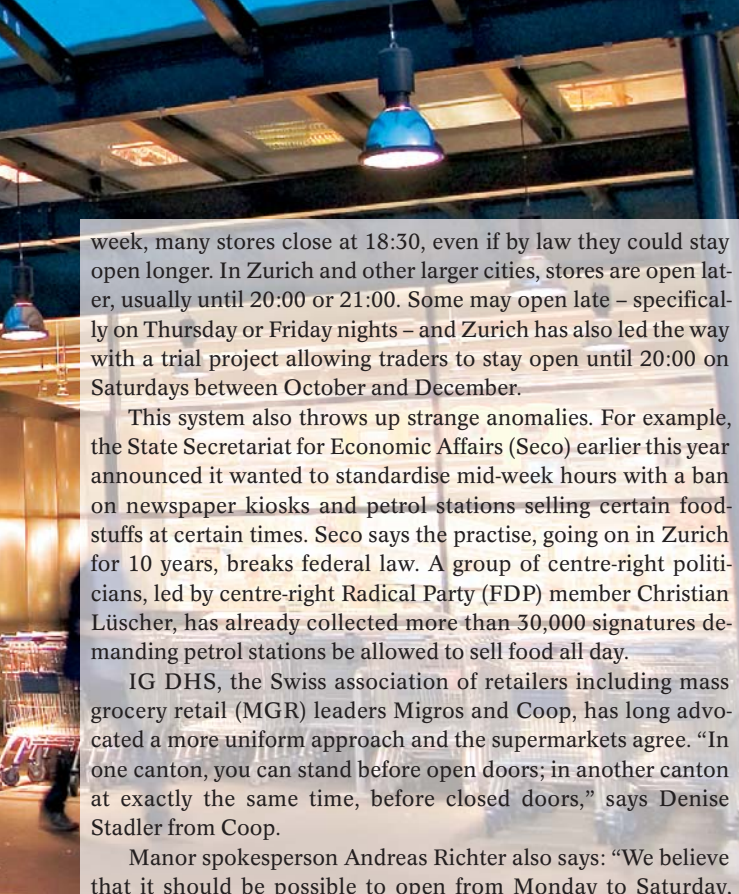 week, many stores close at 18:30, even if by law they could stay
open longer. In Zurich and other larger cities, stores are open lat-
er, usually until 20:00 or 21:00. Some may open late – specifical-
ly on Thursday or Friday nights – and Zurich has also led the way
with a trial project allowing traders to stay open until 20:00 on
Saturdays between October and December.
This system also throws up strange anomalies. For example,
the State Secretariat for Economic Affairs (Seco) earlier this year
announced it wanted to standardise mid-week hours with a ban
on newspaper kiosks and petrol stations selling certain food-
stuffs at certain times. Seco says the practise, going on in Zurich
for 10 years, breaks federal law. A group of centre-right politi-
cians, led by centre-right Radical Party (FDP) member Christian
Lüscher, has already collected more than 30,000 signatures de-
manding petrol stations be allowed to sell food all day.
IG DHS, the Swiss association of retailers including mass
grocery retail (MGR) leaders Migros and Coop, has long advo-
cated a more uniform approach and the supermarkets agree. “In
one canton, you can stand before open doors; in another canton
at exactly the same time, before closed doors,” says Denise
Stadler from Coop.
Manor spokesperson Andreas Richter also says: “We believe
that it should be possible to open from Monday to Saturday,